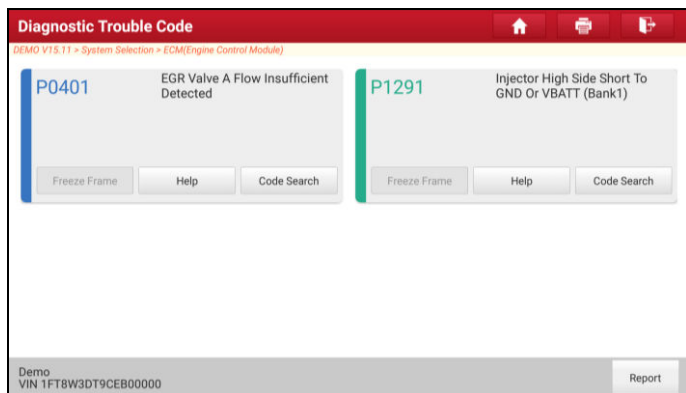 Diagnostic Trouble Code
DEMO V15.11 > System Selection > ECM(Engine Control Module)
P0401
EGR Valve A Flow Insufficient
Detected
Freeze Frame
Help
Code Search
P1291
Injector High Side Short To
GND Or VBATT (Bank1)
Freeze Frame
Help
Code Search
Demo
VIN 1FT8W3DT9CEB00000
Report